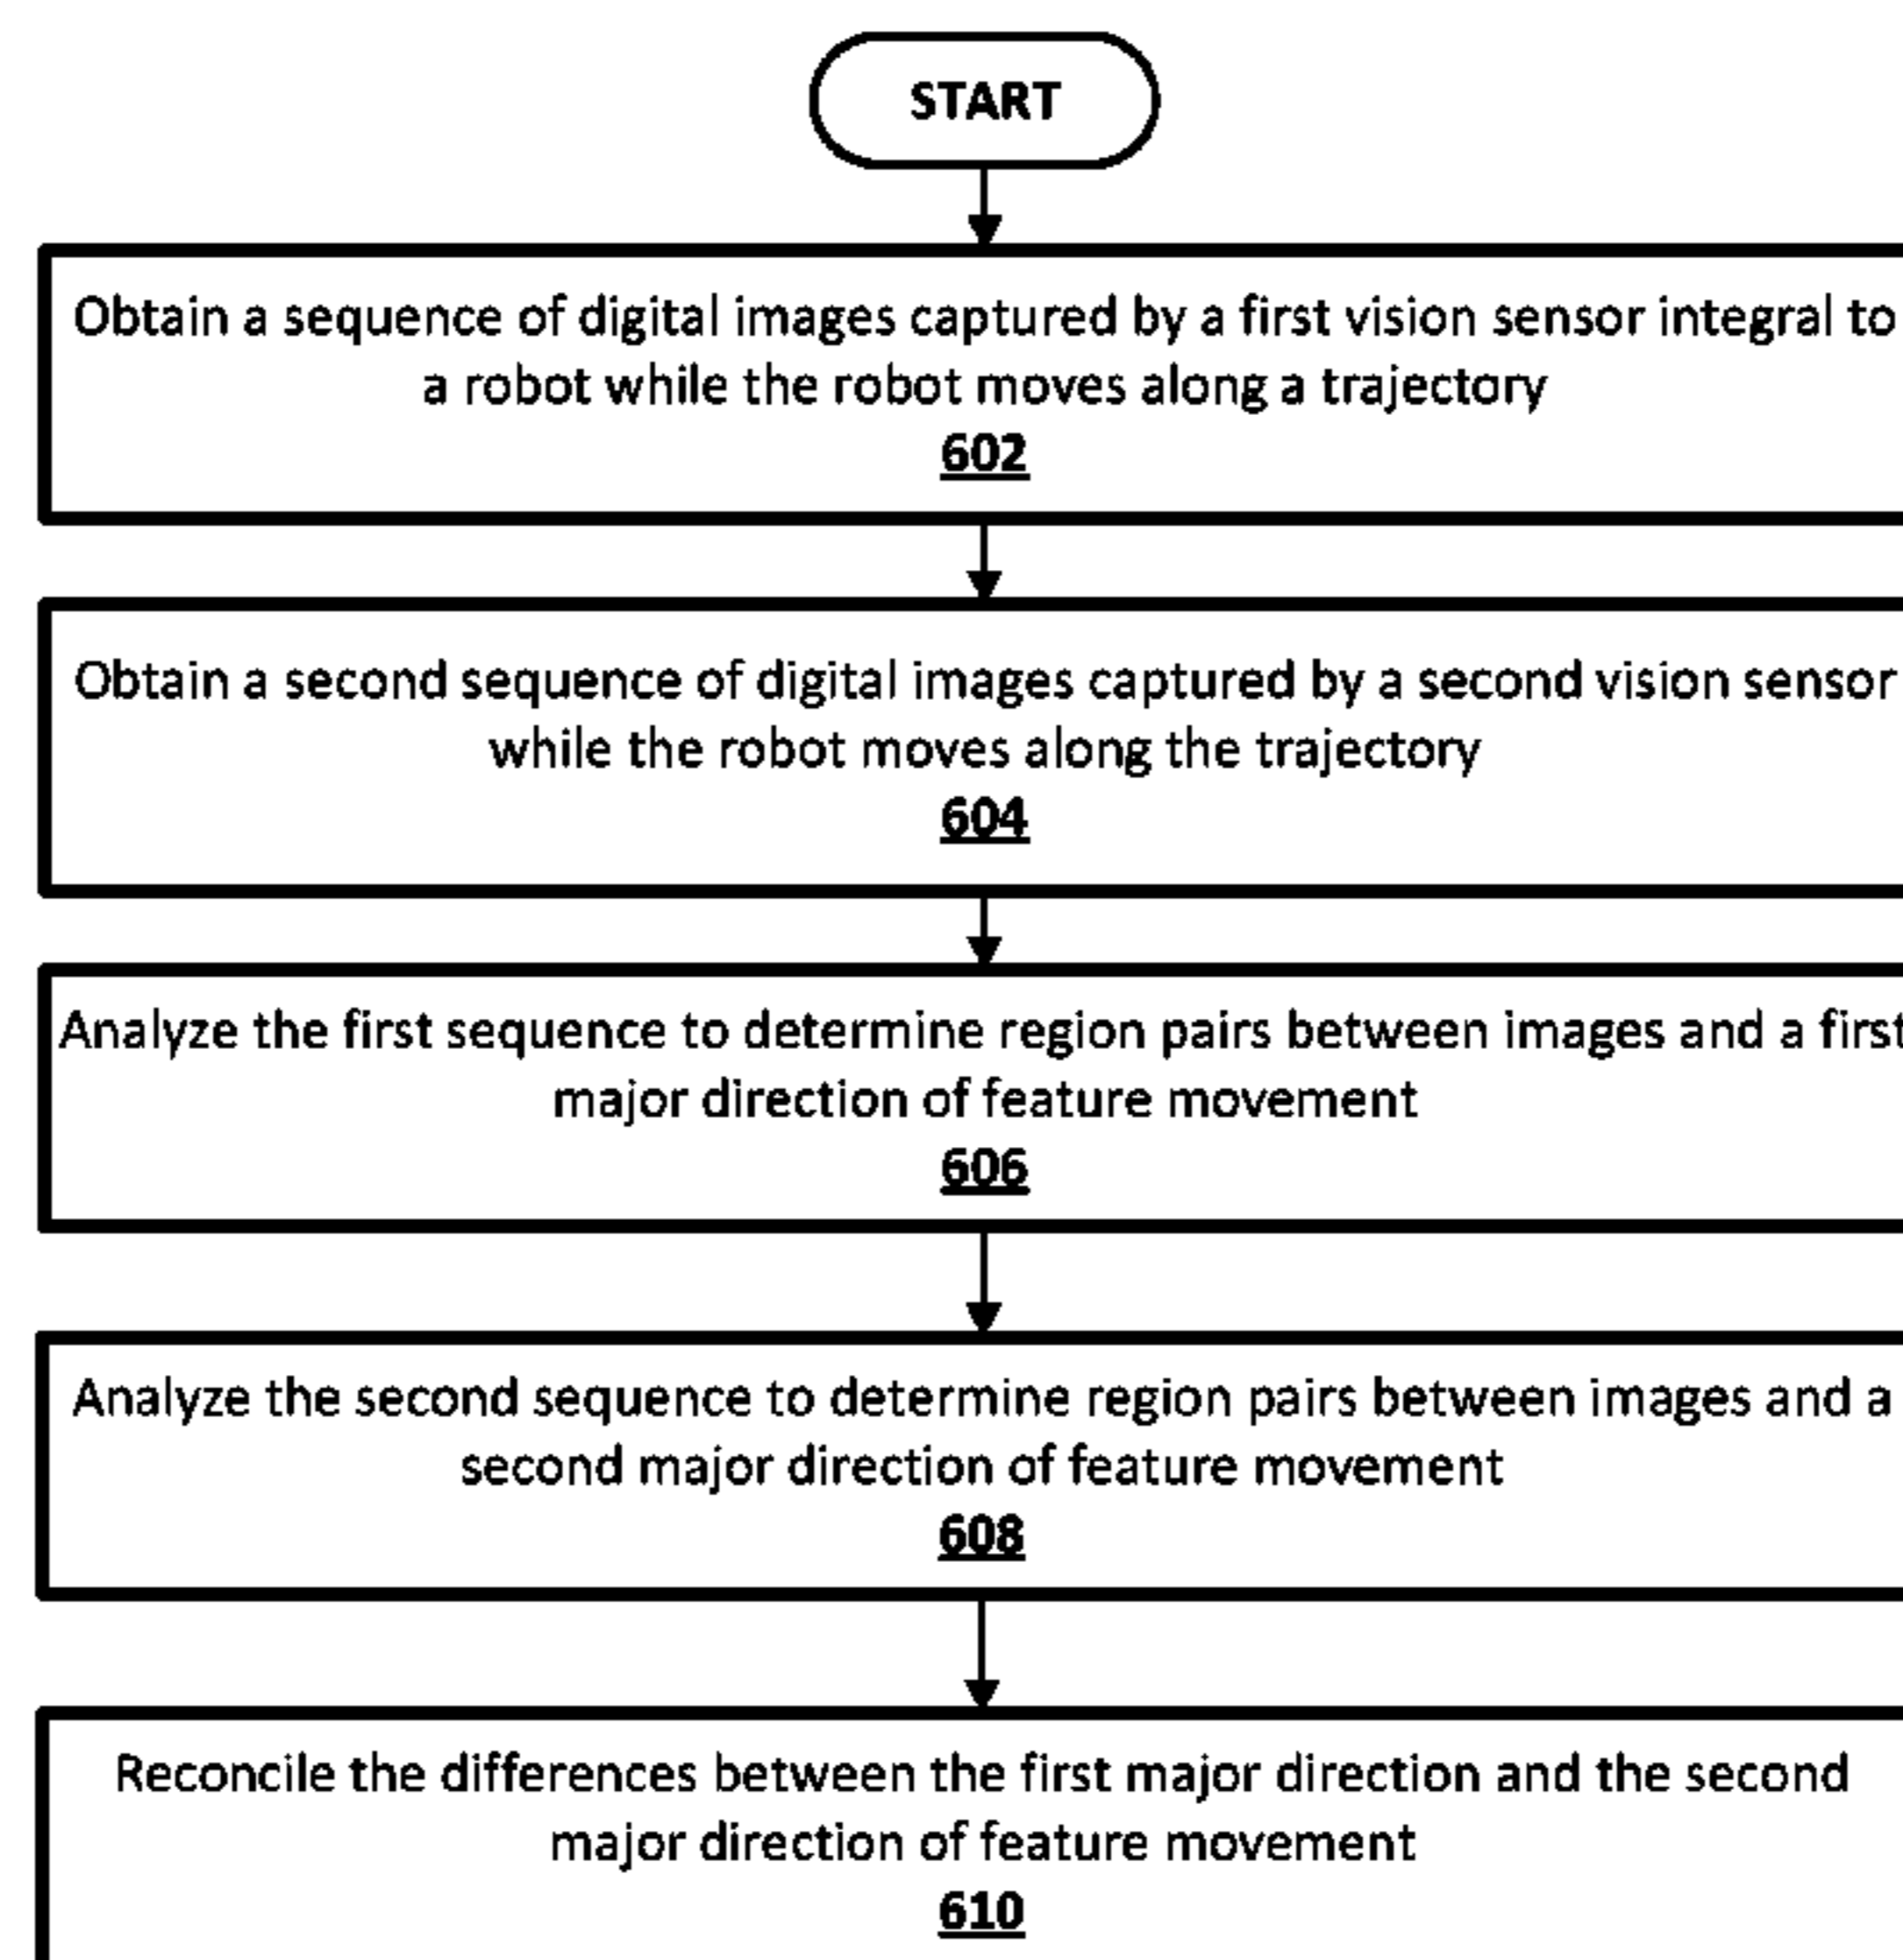 START
Obtain a sequence of digital images captured by a first vision sensor integral to
a robot while the robot moves along a trajectory
602
Obtain a second sequence of digital images captured by a second vision sensor
while the robot moves along the trajectory
604
Analyze the first sequence to determine region pairs between images and a first
major direction of feature movement
606
Analyze the second sequence to determine region pairs between images and a
second major direction of feature movement
608
Reconcile the differences between the first major direction and the second
major direction of feature movement
610